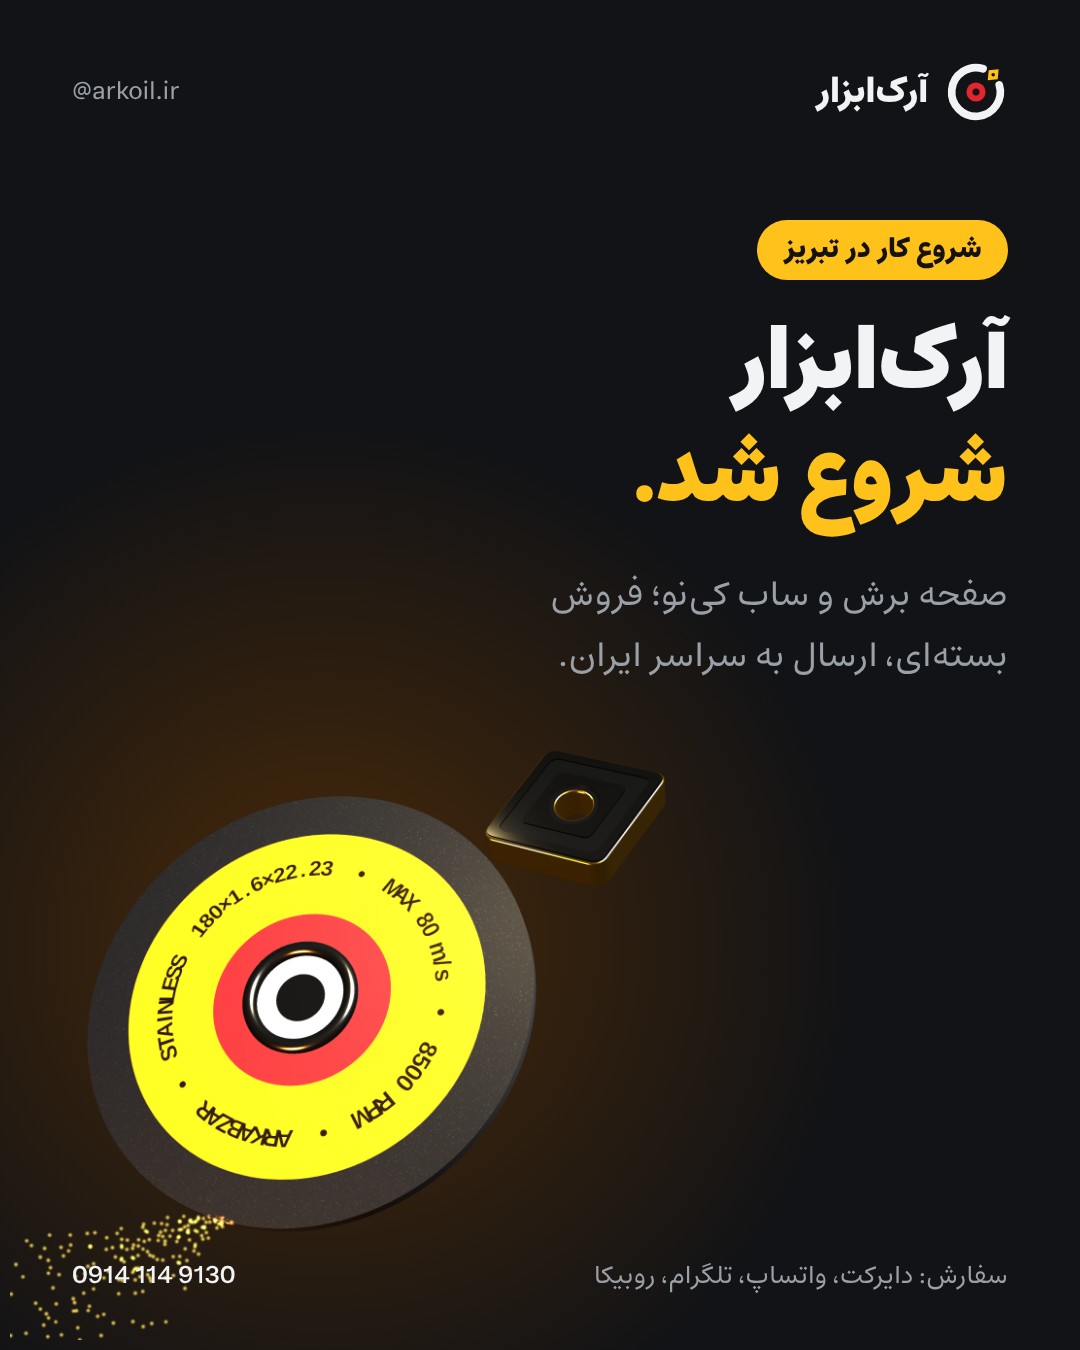 @arkoil.ir
آرک‌ابزار
شروع کار در تبریز
آرک‌ابزار
شروع شد.
صفحه برش و ساب کی‌نو؛ فروش
بسته‌ای، ارسال به سراسر ایران.
180×1.6×22.23 • MAX 80 m/s • 8500 RPM • ARKABZAR • STAINLESS
سفارش: دایرکت، واتساپ، تلگرام، روبیکا
0914 114 9130